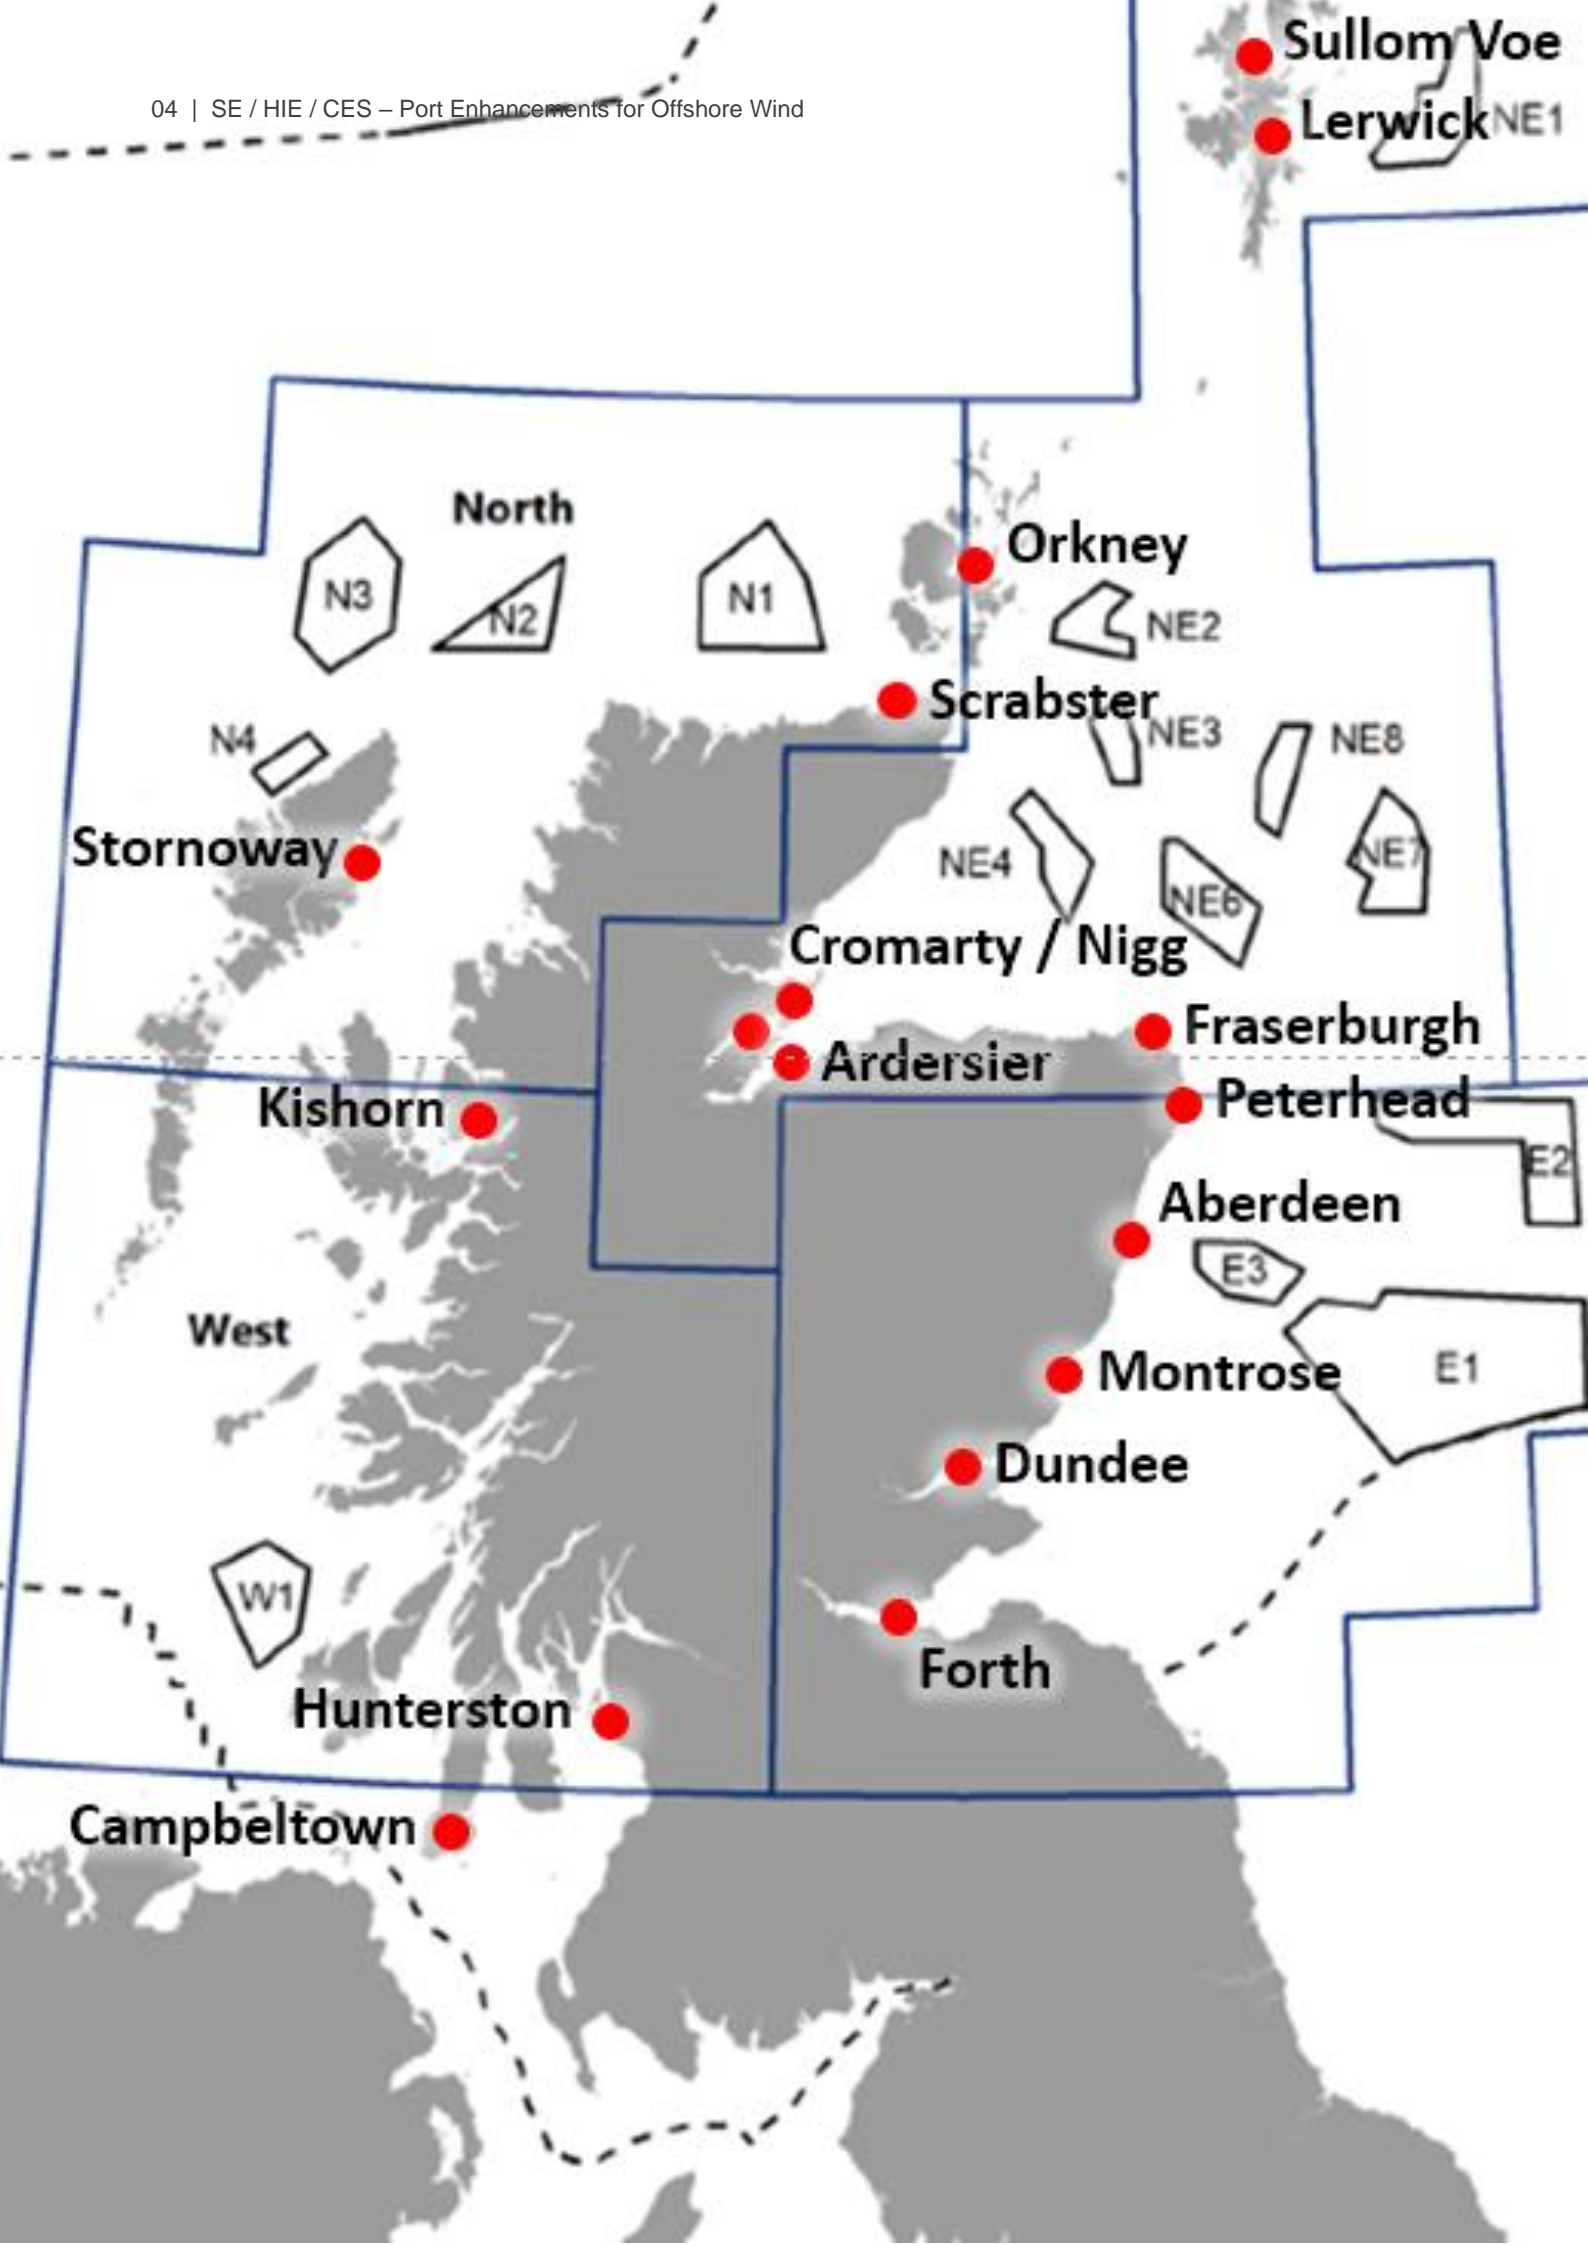 Sullom Voe
04 | SE / HIE / CES – Port Enhancements for Offshore Wind
Lerwick
NE1
North
Orkney
N3
N2
N1
NE2
Scrabster
NE3
N4
NE8
Stornoway
NE4
NE7
NE6
Cromarty / Nigg
Fraserburgh
Ardersier
Kishorn
Peterhead
E2
Aberdeen
E3
West
Montrose
E1
Dundee
W1
Forth
Hunterston
Campbeltown